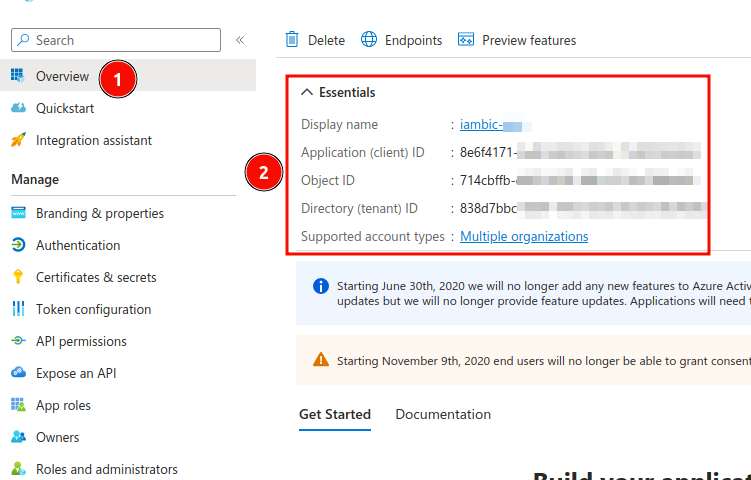 Search
«
Delete
Endpoints
Preview features
Overview
1
Quickstart
Integration assistant
Manage
Branding & properties
Authentication
Certificates & secrets
Token configuration
API permissions
Expose an API
App roles
Owners
Roles and administrators
2
Essentials
Display name : iambic-
Application (client) ID : 8e6f4171-
Object ID : 714cbffb-
Directory (tenant) ID : 838d7bbc
Supported account types : Multiple organizations
Starting June 30th, 2020 we will no longer add any new features to Azure Activ
updates but we will no longer provide feature updates. Applications will need t
Starting November 9th, 2020 end users will no longer be able to grant consent
Get Started
Documentation
Build your applicat